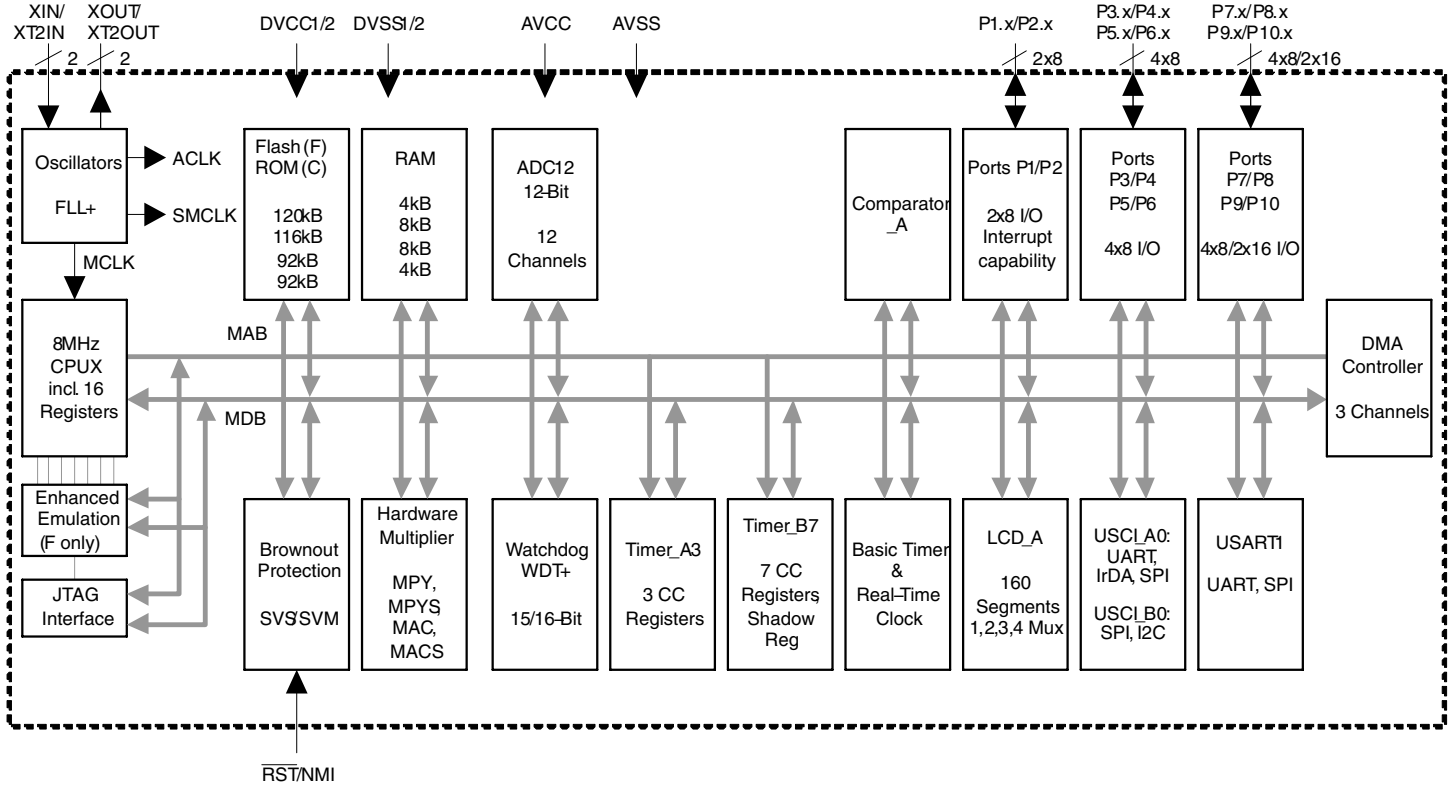 XIN/
XT2IN
XOUT/
XT2OUT
DVCC1/2
DVSS1/2
AVCC
AVSS
P1.x/P2.x
P3.x/P4.x
P5.x/P6.x
P7.x/P8.x
P9.x/P10.x
2
2
2x8
4x8
4x8/2x16
Oscillators
FLL+
ACLK
SMCLK
MCLK
Flash (F)
ROM (C)
120kB
116kB
92kB
92kB
RAM
4kB
8kB
8kB
4kB
ADC12
12-Bit
12
Channels
Comparator
_A
Ports P1/P2
2x8 I/O
Interrupt
capability
Ports
P3/P4
P5/P6
4x8 I/O
Ports
P7/P8
P9/P10
4x8/2x16 I/O
8MHz
CPUX
incl. 16
Registers
MAB
MDB
DMA
Controller
3 Channels
Enhanced
Emulation
(F only)
JTAG
Interface
Brownout
Protection
SVS/SVM
Hardware
Multiplier
MPY,
MPYS,
MAC,
MACS
Watchdog
WDT+
15/16-Bit
Timer_A3
3 CC
Registers
Timer_B7
7 CC
Registers,
Shadow
Reg
Basic Timer
&
Real-Time
Clock
LCD_A
160
Segments
1,2,3,4 Mux
USCI_A0:
UART,
IrDA, SPI
USCI_B0:
SPI, I2C
USART1
UART, SPI
RST/NMI